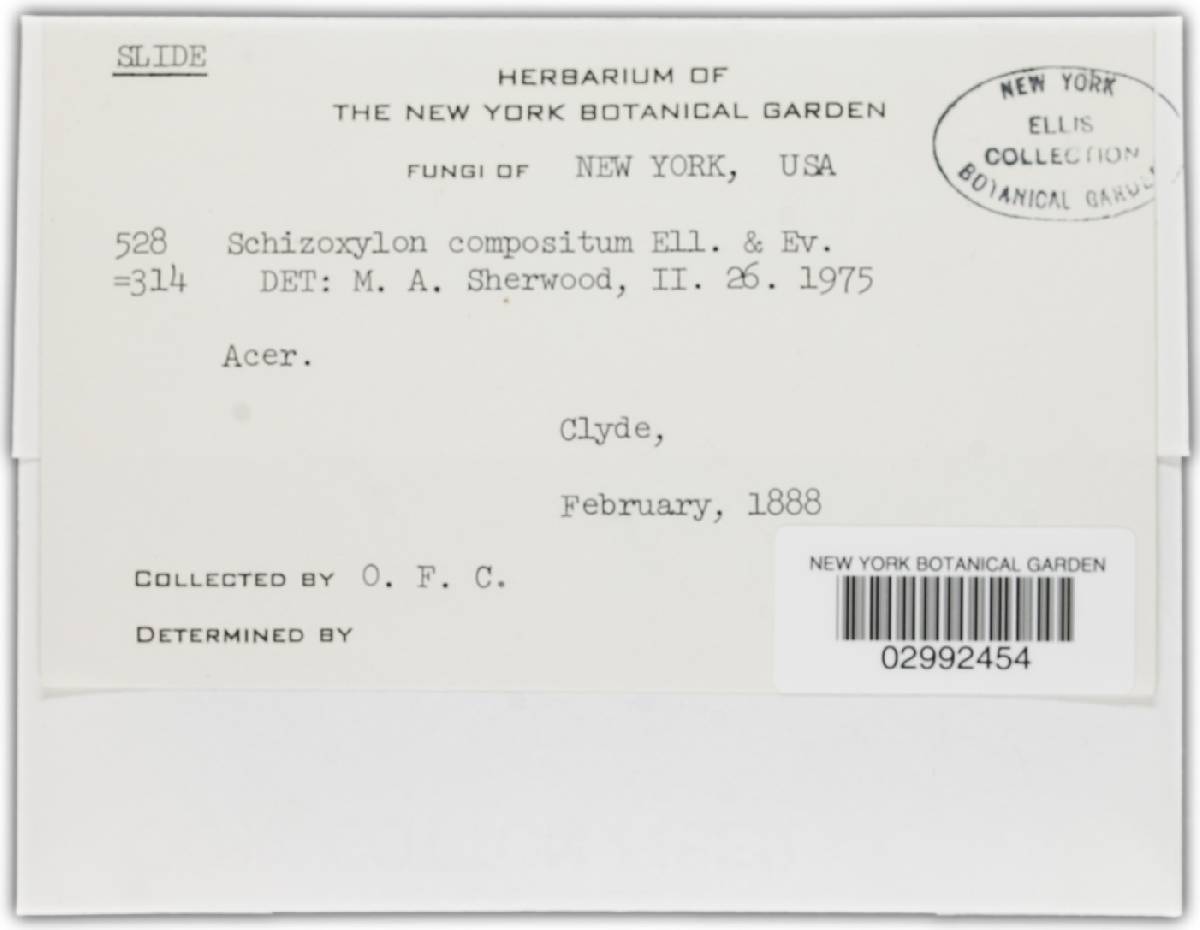 SLIDE
HERBARIUM OF
THE NEW YORK BOTANICAL GARDEN
NEW YORK
ELLIS
COLLECTION
BOTANICAL GARDEN
FUNGI OF NEW YORK, USA
528 Schizoxylon compositum Ell. & Ev.
=314 DET: M. A. Sherwood, II. 26. 1975
Acer.
Clyde,
February, 1888
COLLECTED BY O. F. C.
DETERMINED BY
NEW YORK BOTANICAL GARDEN
02992454